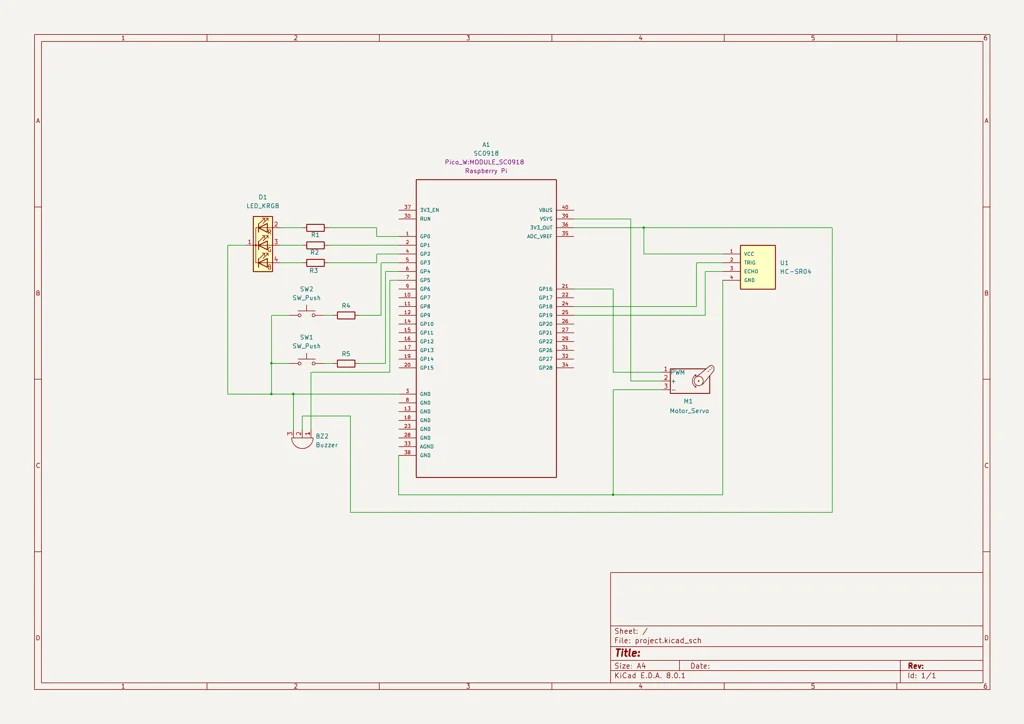 1 2 3 4 5 6
A A
A1
SC0918
Pico_W:MODULE_SC0918
Raspberry Pi
D1
LED_KRGB
37 3V3_EN VBUS 40
30 RUN VSYS 39
3V3_OUT 36
ADC_VREF 35
2 R1 1 GP0
1 3 R2 2 GP1
4 R3 4 GP2
R G B
5 GP3
6 GP4
7 GP5
1 VCC
2 TRIG
3 ECHO
4 GND
U1
HC-SR04
9 GP6 GP16 21
10 GP7 GP17 22
11 GP8 GP18 24
12 GP9 GP19 25
14 GP10 GP20 26
15 GP11 GP21 27
16 GP12 GP22 29
17 GP13 GP26 31
19 GP14 GP27 32
20 GP15 GP28 34
B B
SW2
SW_Push
R4
SW1
SW_Push
R5
1 PWM
2 +
3 -
M1
Motor_Servo
3 GND
8 GND
13 GND
18 GND
23 GND
28 GND
33 AGND
38 GND
3 2 1
BZ2
Buzzer
C C
D D
Sheet: /
File: project.kicad_sch
Title:
Size: A4 Date: Rev:
KiCad E.D.A. 8.0.1 Id: 1/1
1 2 3 4 5 6